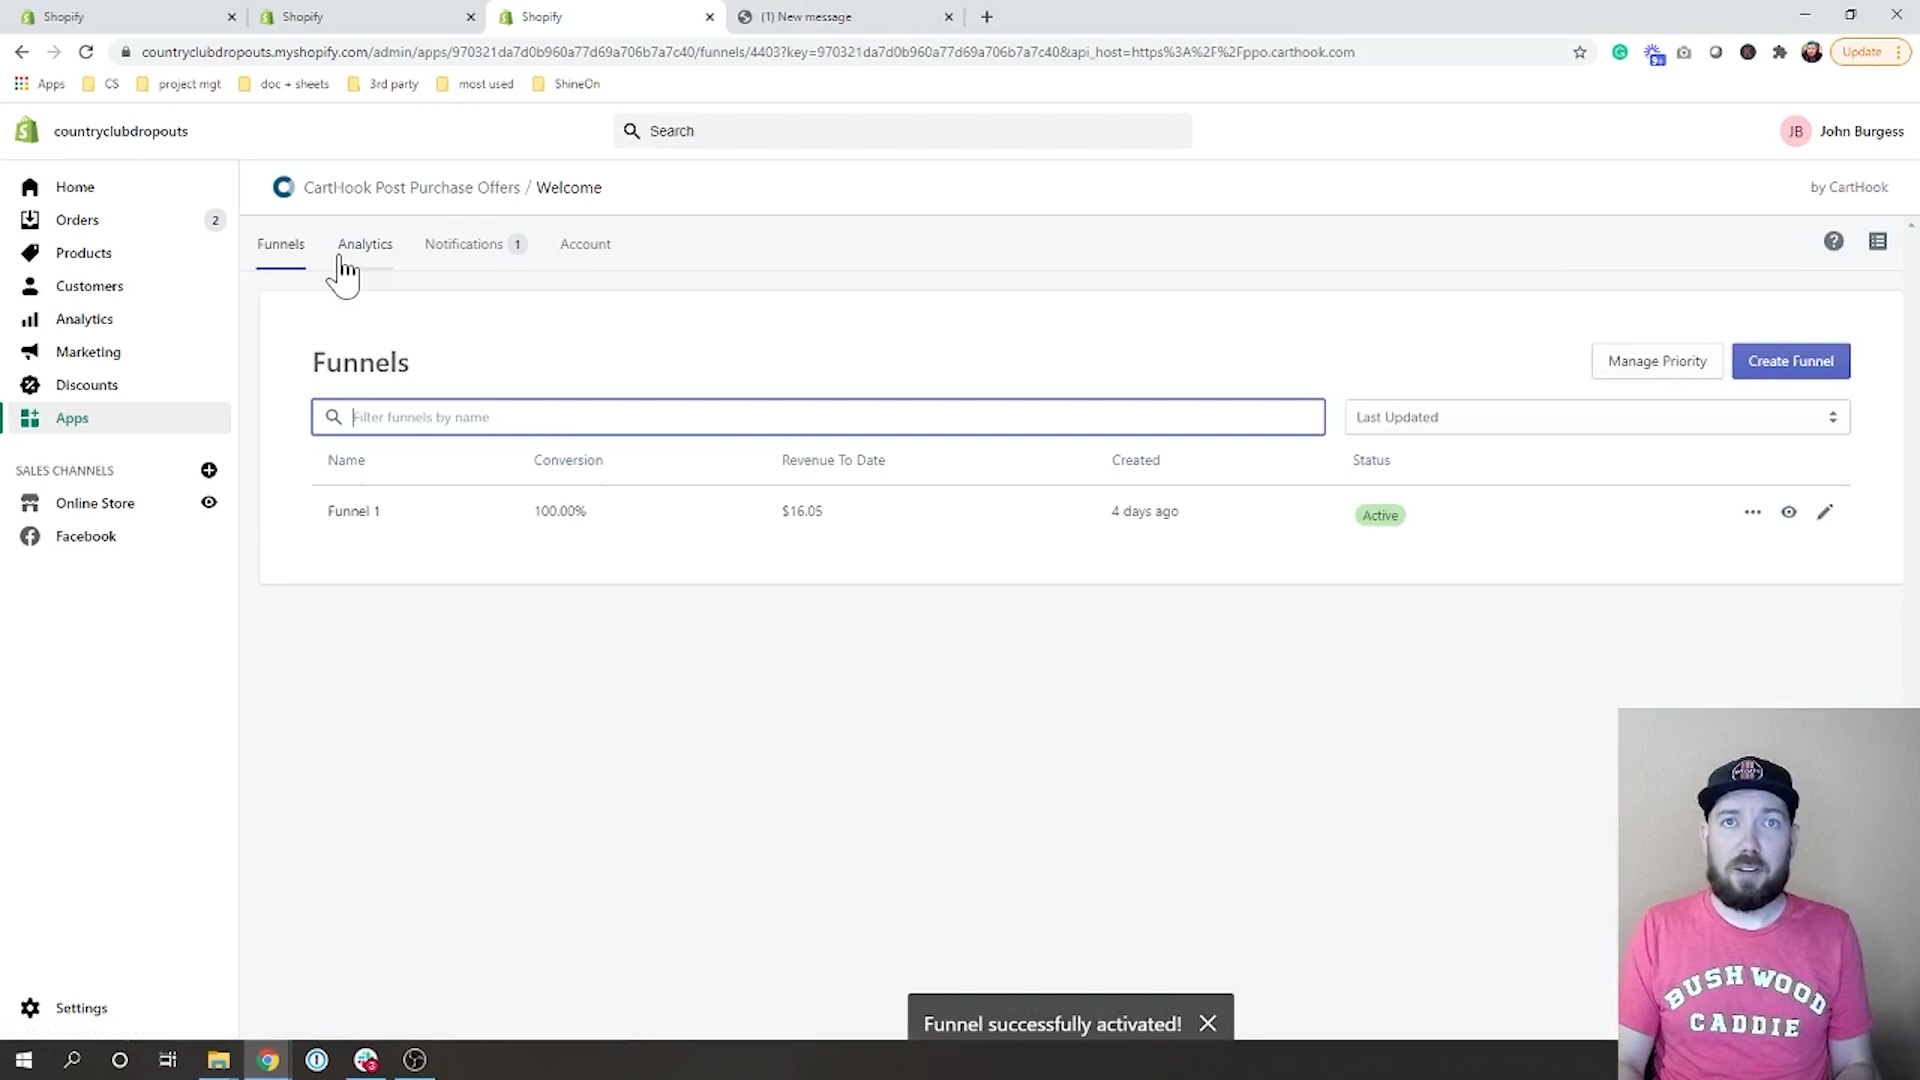 Shopify
Shopify
Shopify
(1) New message
countryclubdropouts.myshopify.com/admin/apps/970321da7d0b960a77d69a706b7a7c40/funnels/4403?key=970321da7d0b960a77d69a706b7a7c40&api_host=https%3A%2F%2Fppo.carthook.com
Update
Apps
CS
project mgt
doc + sheets
3rd party
most used
ShineOn
countryclubdropouts
Search
JB
John Burgess
Home
Orders
2
Products
Customers
Analytics
Marketing
Discounts
Apps
SALES CHANNELS
Online Store
Facebook
Settings
CartHook Post Purchase Offers / Welcome
by CartHook
Funnels
Analytics
Notifications 1
Account
Funnels
Manage Priority
Create Funnel
Filter funnels by name
Last Updated
Name Conversion Revenue To Date Created Status
Funnel 1 100.00% $16.05 4 days ago Active
Funnel successfully activated!
BUSHWOOD
CADDIE